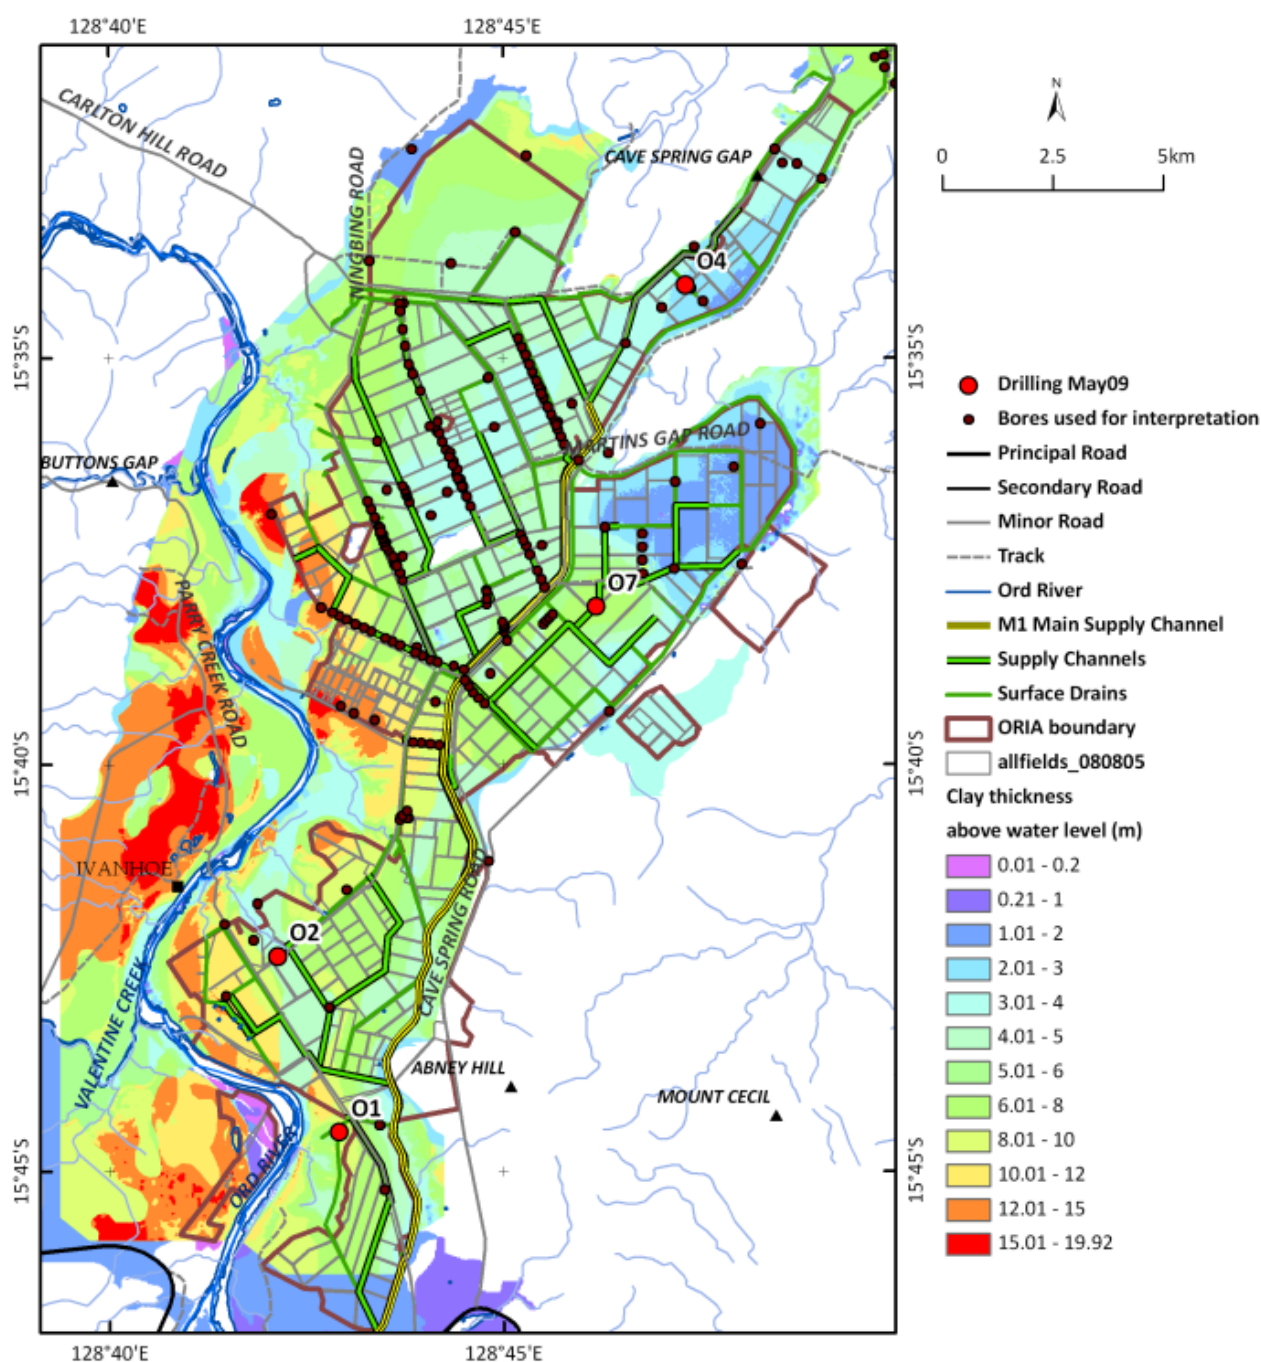 128°40'E
128°45'E
CARLTON HILL ROAD
NINGBING ROAD
CAVE SPRING GAP
O4
15°35'S
15°35'S
MARTINS GAP ROAD
BUTTONS GAP
O7
PARRY CREEK ROAD
15°40'S
15°40'S
IVANHOE
O2
CAVE SPRING ROAD
VALENTINE CREEK
ABNEY HILL
MOUNT CECIL
O1
ORD RIVER
15°45'S
15°45'S
128°40'E
128°45'E
N
0 2.5 5km
Drilling May09
Bores used for interpretation
Principal Road
Secondary Road
Minor Road
Track
Ord River
M1 Main Supply Channel
Supply Channels
Surface Drains
ORIA boundary
allfields_080805
Clay thickness
above water level (m)
0.01 - 0.2
0.21 - 1
1.01 - 2
2.01 - 3
3.01 - 4
4.01 - 5
5.01 - 6
6.01 - 8
8.01 - 10
10.01 - 12
12.01 - 15
15.01 - 19.92